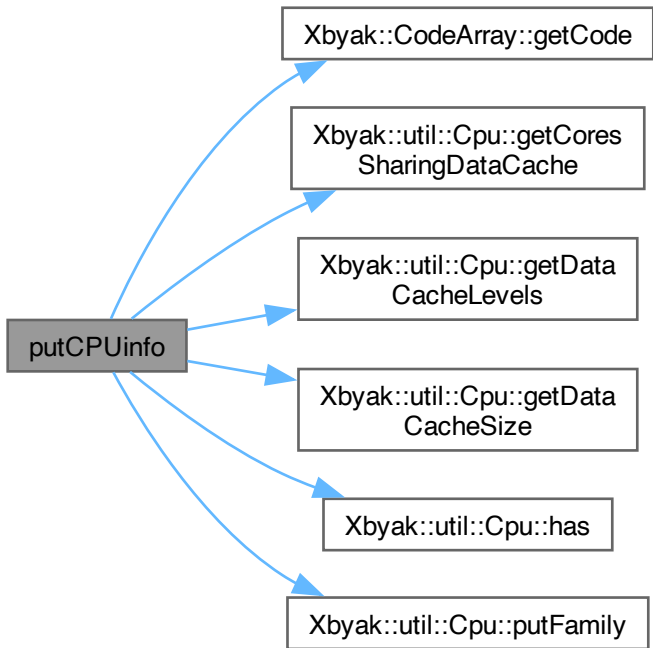 Xbyak::CodeArray::getCode
Xbyak::util::Cpu::getCores
SharingDataCache
Xbyak::util::Cpu::getData
CacheLevels
putCPUinfo
Xbyak::util::Cpu::getData
CacheSize
Xbyak::util::Cpu::has
Xbyak::util::Cpu::putFamily